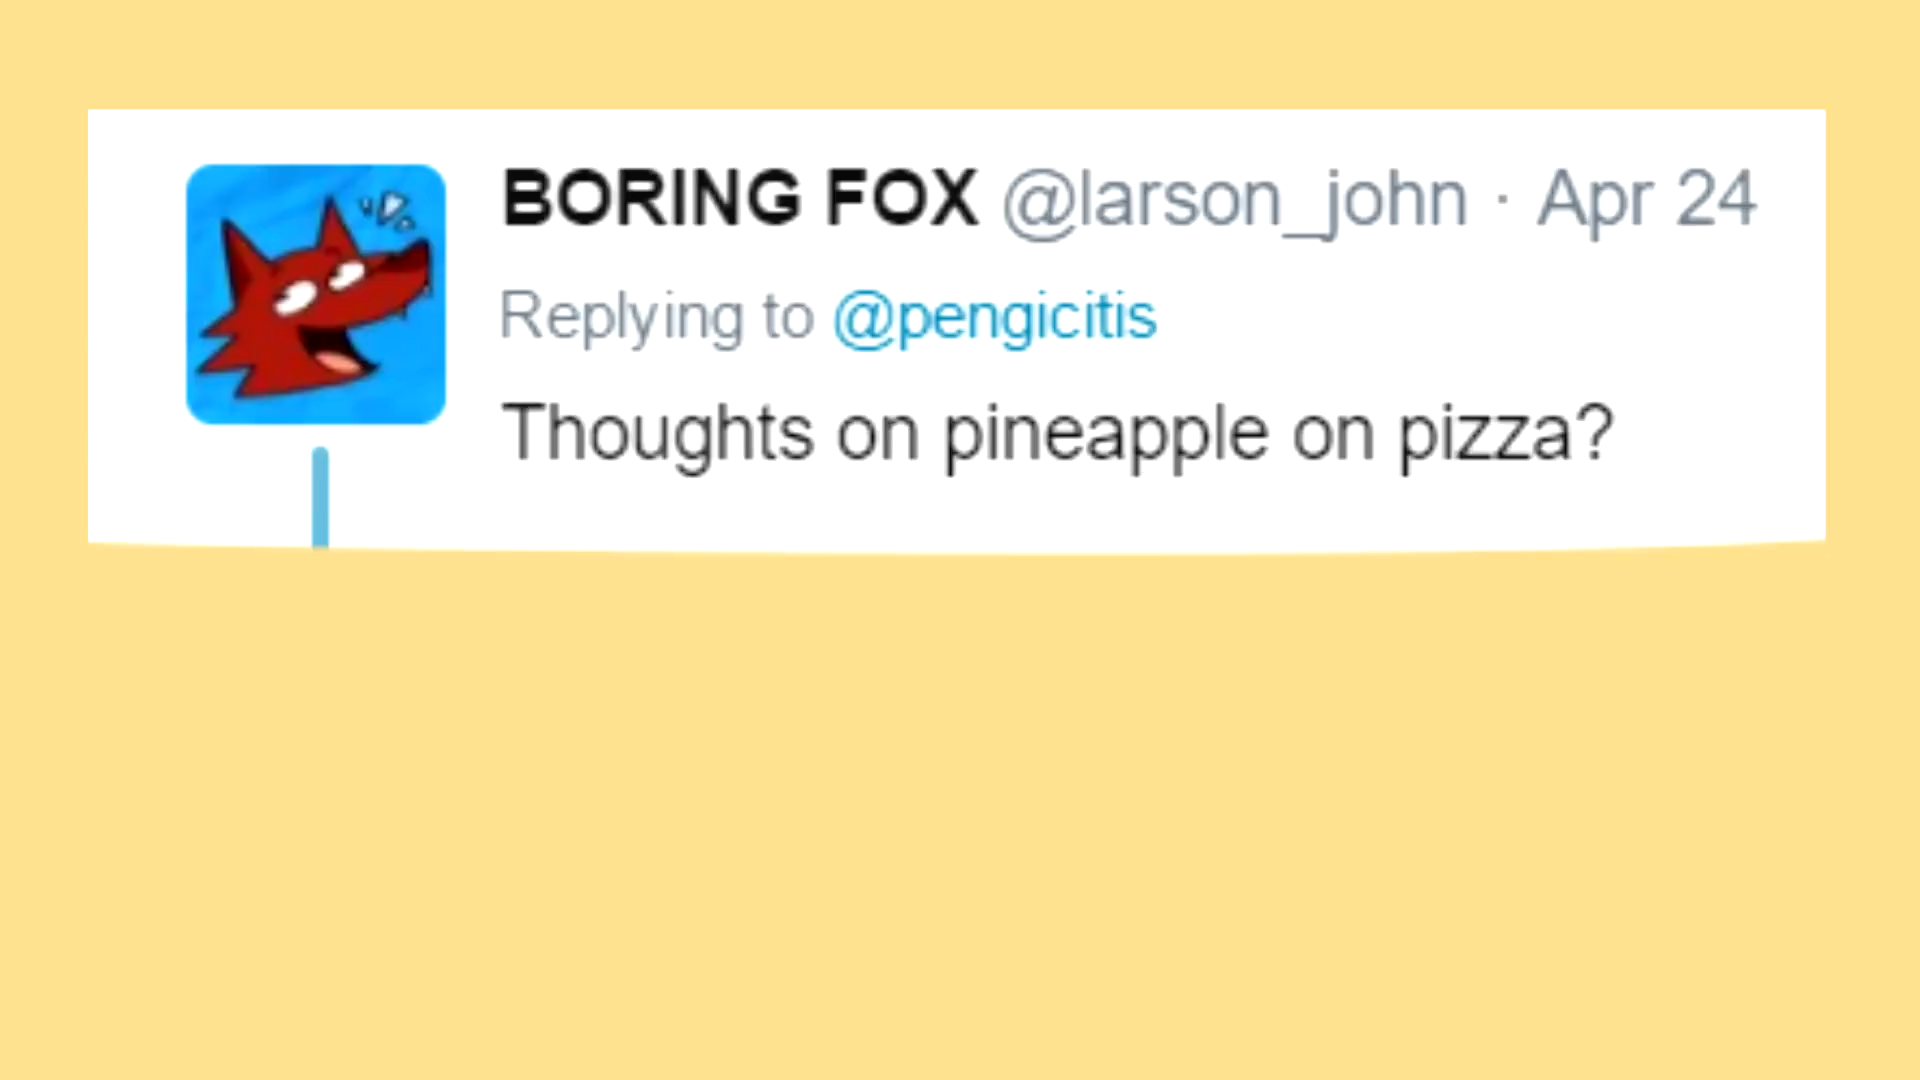 BORING FOX @larson_john · Apr 24
Replying to @pengicitis
Thoughts on pineapple on pizza?